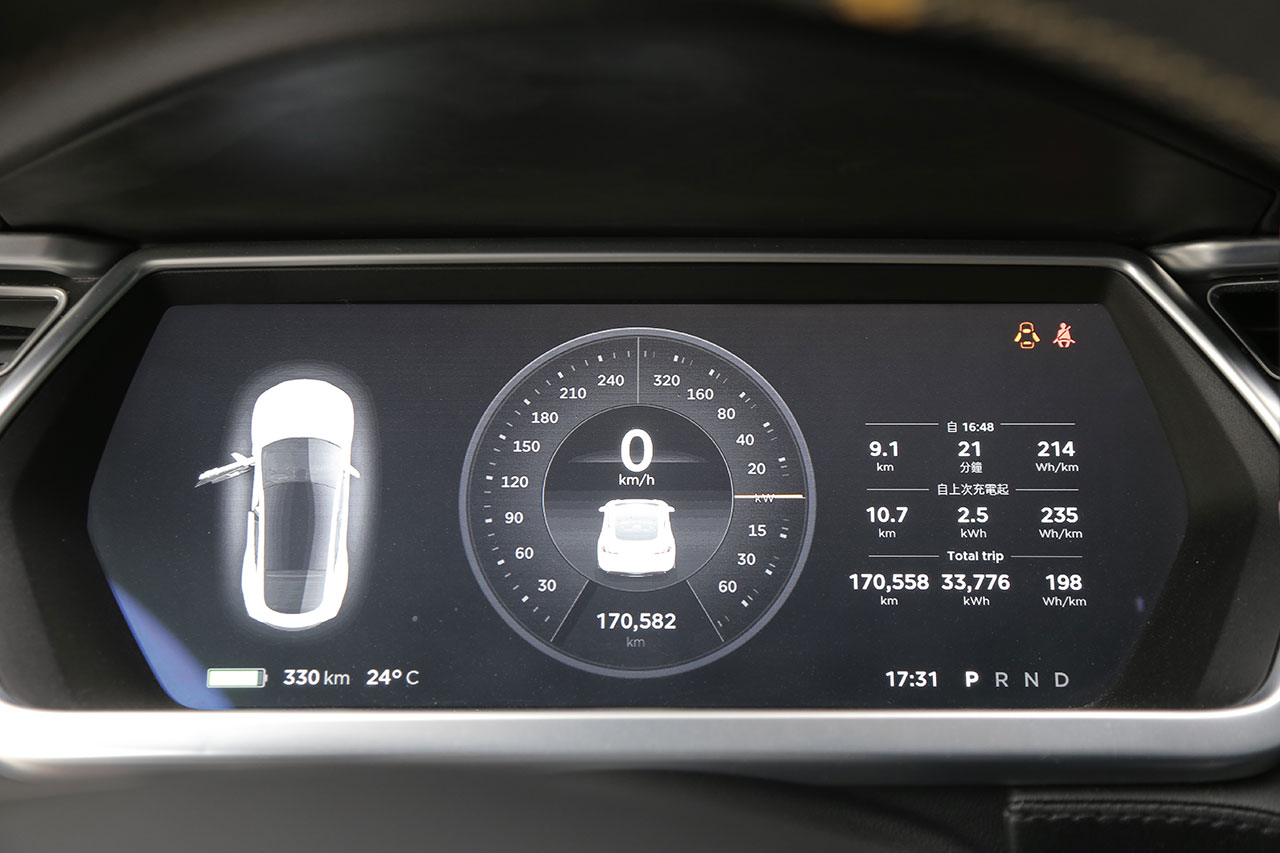 240 320
210 160
180 80
150 40
120 20
90 kW
60 15
30 30
60
0
km/h
170,582
km
自 16:48
9.1 21 214
km 分鐘 Wh/km
自上次充電起
10.7 2.5 235
km kWh Wh/km
Total trip
170,558 33,776 198
km kWh Wh/km
330 km 24° C
17:31 P R N D